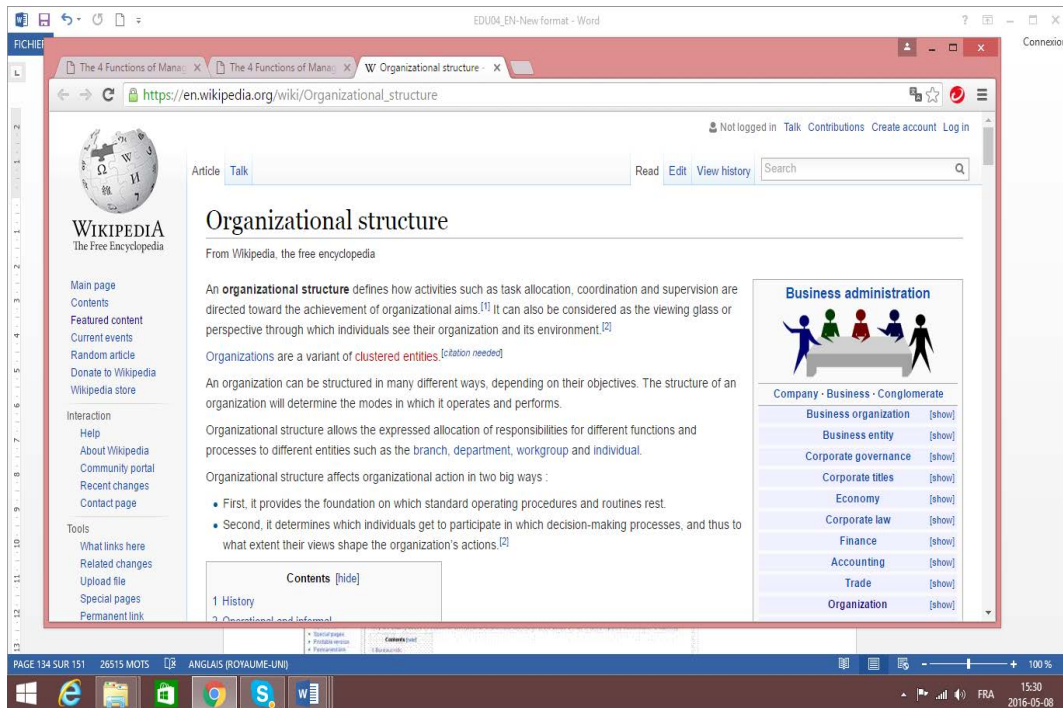 EDU04_EN-New format - Word
FICHIE
Connexio
The 4 Functions of Manag
The 4 Functions of Manag
W Organizational structure -
https://en.wikipedia.org/wiki/Organizational_structure
Not logged in Talk Contributions Create account Log in
Article Talk
Read Edit View history
Search
WIKIPEDIA
The Free Encyclopedia
Main page
Contents
Featured content
Current events
Random article
Donate to Wikipedia
Wikipedia store
Interaction
Help
About Wikipedia
Community portal
Recent changes
Contact page
Tools
What links here
Related changes
Upload file
Special pages
Permanent link
Organizational structure
From Wikipedia, the free encyclopedia
An organizational structure defines how activities such as task allocation, coordination and supervision are
directed toward the achievement of organizational aims.[1] It can also be considered as the viewing glass or
perspective through which individuals see their organization and its environment.[2]
Organizations are a variant of clustered entities.[citation needed]
An organization can be structured in many different ways, depending on their objectives. The structure of an
organization will determine the modes in which it operates and performs.
Organizational structure allows the expressed allocation of responsibilities for different functions and
processes to different entities such as the branch, department, workgroup and individual.
Organizational structure affects organizational action in two big ways :
• First, it provides the foundation on which standard operating procedures and routines rest.
• Second, it determines which individuals get to participate in which decision-making processes, and thus to
what extent their views shape the organization's actions.[2]
Contents [hide]
1 History
2 Operational and informal
Business administration
Company · Business · Conglomerate
Business organization [show]
Business entity [show]
Corporate governance [show]
Corporate titles [show]
Economy [show]
Corporate law [show]
Finance [show]
Accounting [show]
Trade [show]
Organization [show]
Special pages
Printable version
Permanent link
Contents [hide]
PAGE 134 SUR 151 26515 MOTS ANGLAIS (ROYAUME-UNI)
100 %
FRA
15:30
2016-05-08